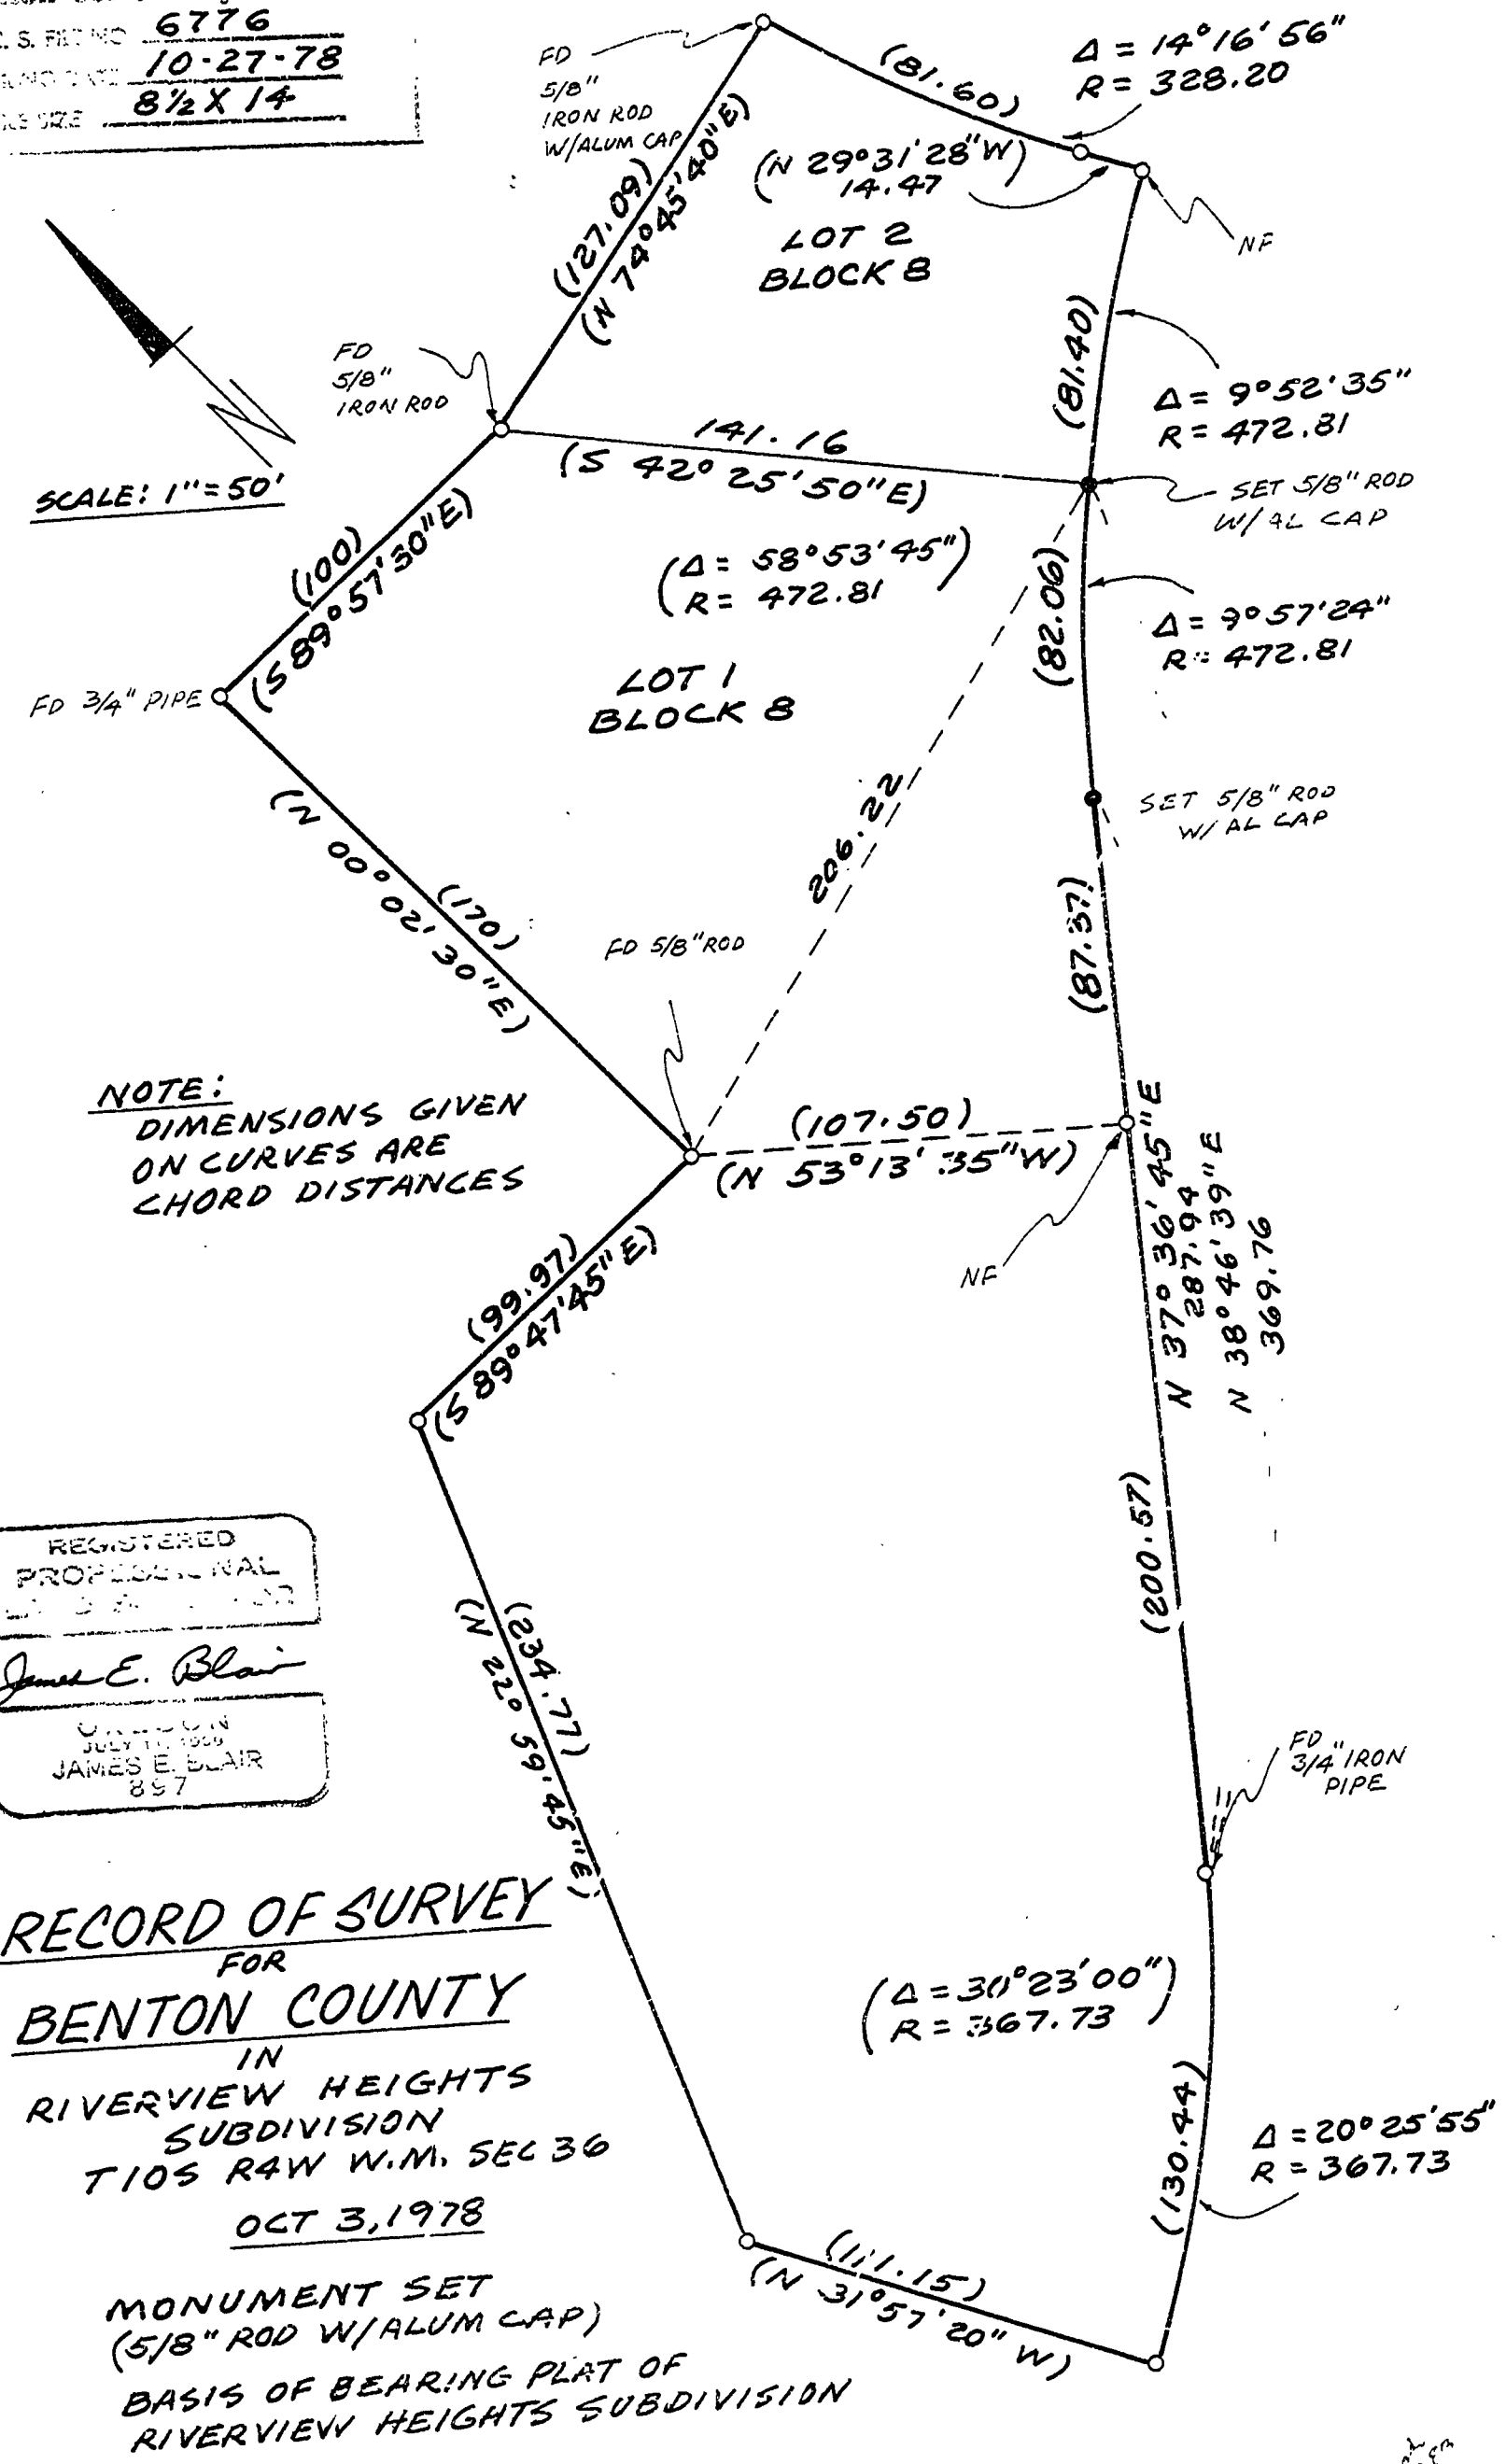 C. S. FILE NO 6776
10-27-78
SIZE 8½ X 14
FD
5/8"
IRON ROD
W/ALUM CAP
(81.60)
Δ = 14°16'56"
R = 328.20
(N 29°31'28"W)
14.47
(127.09)
(N 74°45'40"E)
LOT 2
BLOCK 8
NF
FD
5/8"
IRON ROD
(81.40)
Δ = 9°52'35"
R = 472.81
141.16
(S 42° 25'50"E)
SET 5/8" ROD
W/ AL CAP
SCALE: 1"=50'
(100)
(S 89°57'30"E)
(Δ = 58°53'45")
R = 472.81
(82.06)
Δ = 9°57'24"
R = 472.81
FD 3/4" PIPE
LOT 1
BLOCK 8
206.22
SET 5/8" ROD
W/ AL CAP
(170)
(N 00° 02' 30"E)
FD 5/8" ROD
(87.37)
NOTE:
DIMENSIONS GIVEN
ON CURVES ARE
CHORD DISTANCES
(107.50)
(N 53°13' 35"W)
NF
N 37° 36' 45"E
287.94
N 38°46'39"E
369.76
(99.97)
(S 89°47'45"E)
(200.57)
REGISTERED
PROFESSIONAL
James E. Blair
OREGON
JULY 11,
JAMES E. BLAIR
897
(234.77)
(N 22° 59'45"E)
FD
3/4" IRON
PIPE
RECORD OF SURVEY
FOR
BENTON COUNTY
IN
RIVERVIEW HEIGHTS
SUBDIVISION
T10S R4W W.M. SEC 36
OCT 3, 1978
(Δ = 30°23'00")
R = 367.73
(130.44)
Δ = 20°25'55"
R = 367.73
(111.15)
(N 31°57'20" W)
MONUMENT SET
(5/8" ROD W/ALUM CAP)
BASIS OF BEARING PLAT OF
RIVERVIEW HEIGHTS SUBDIVISION